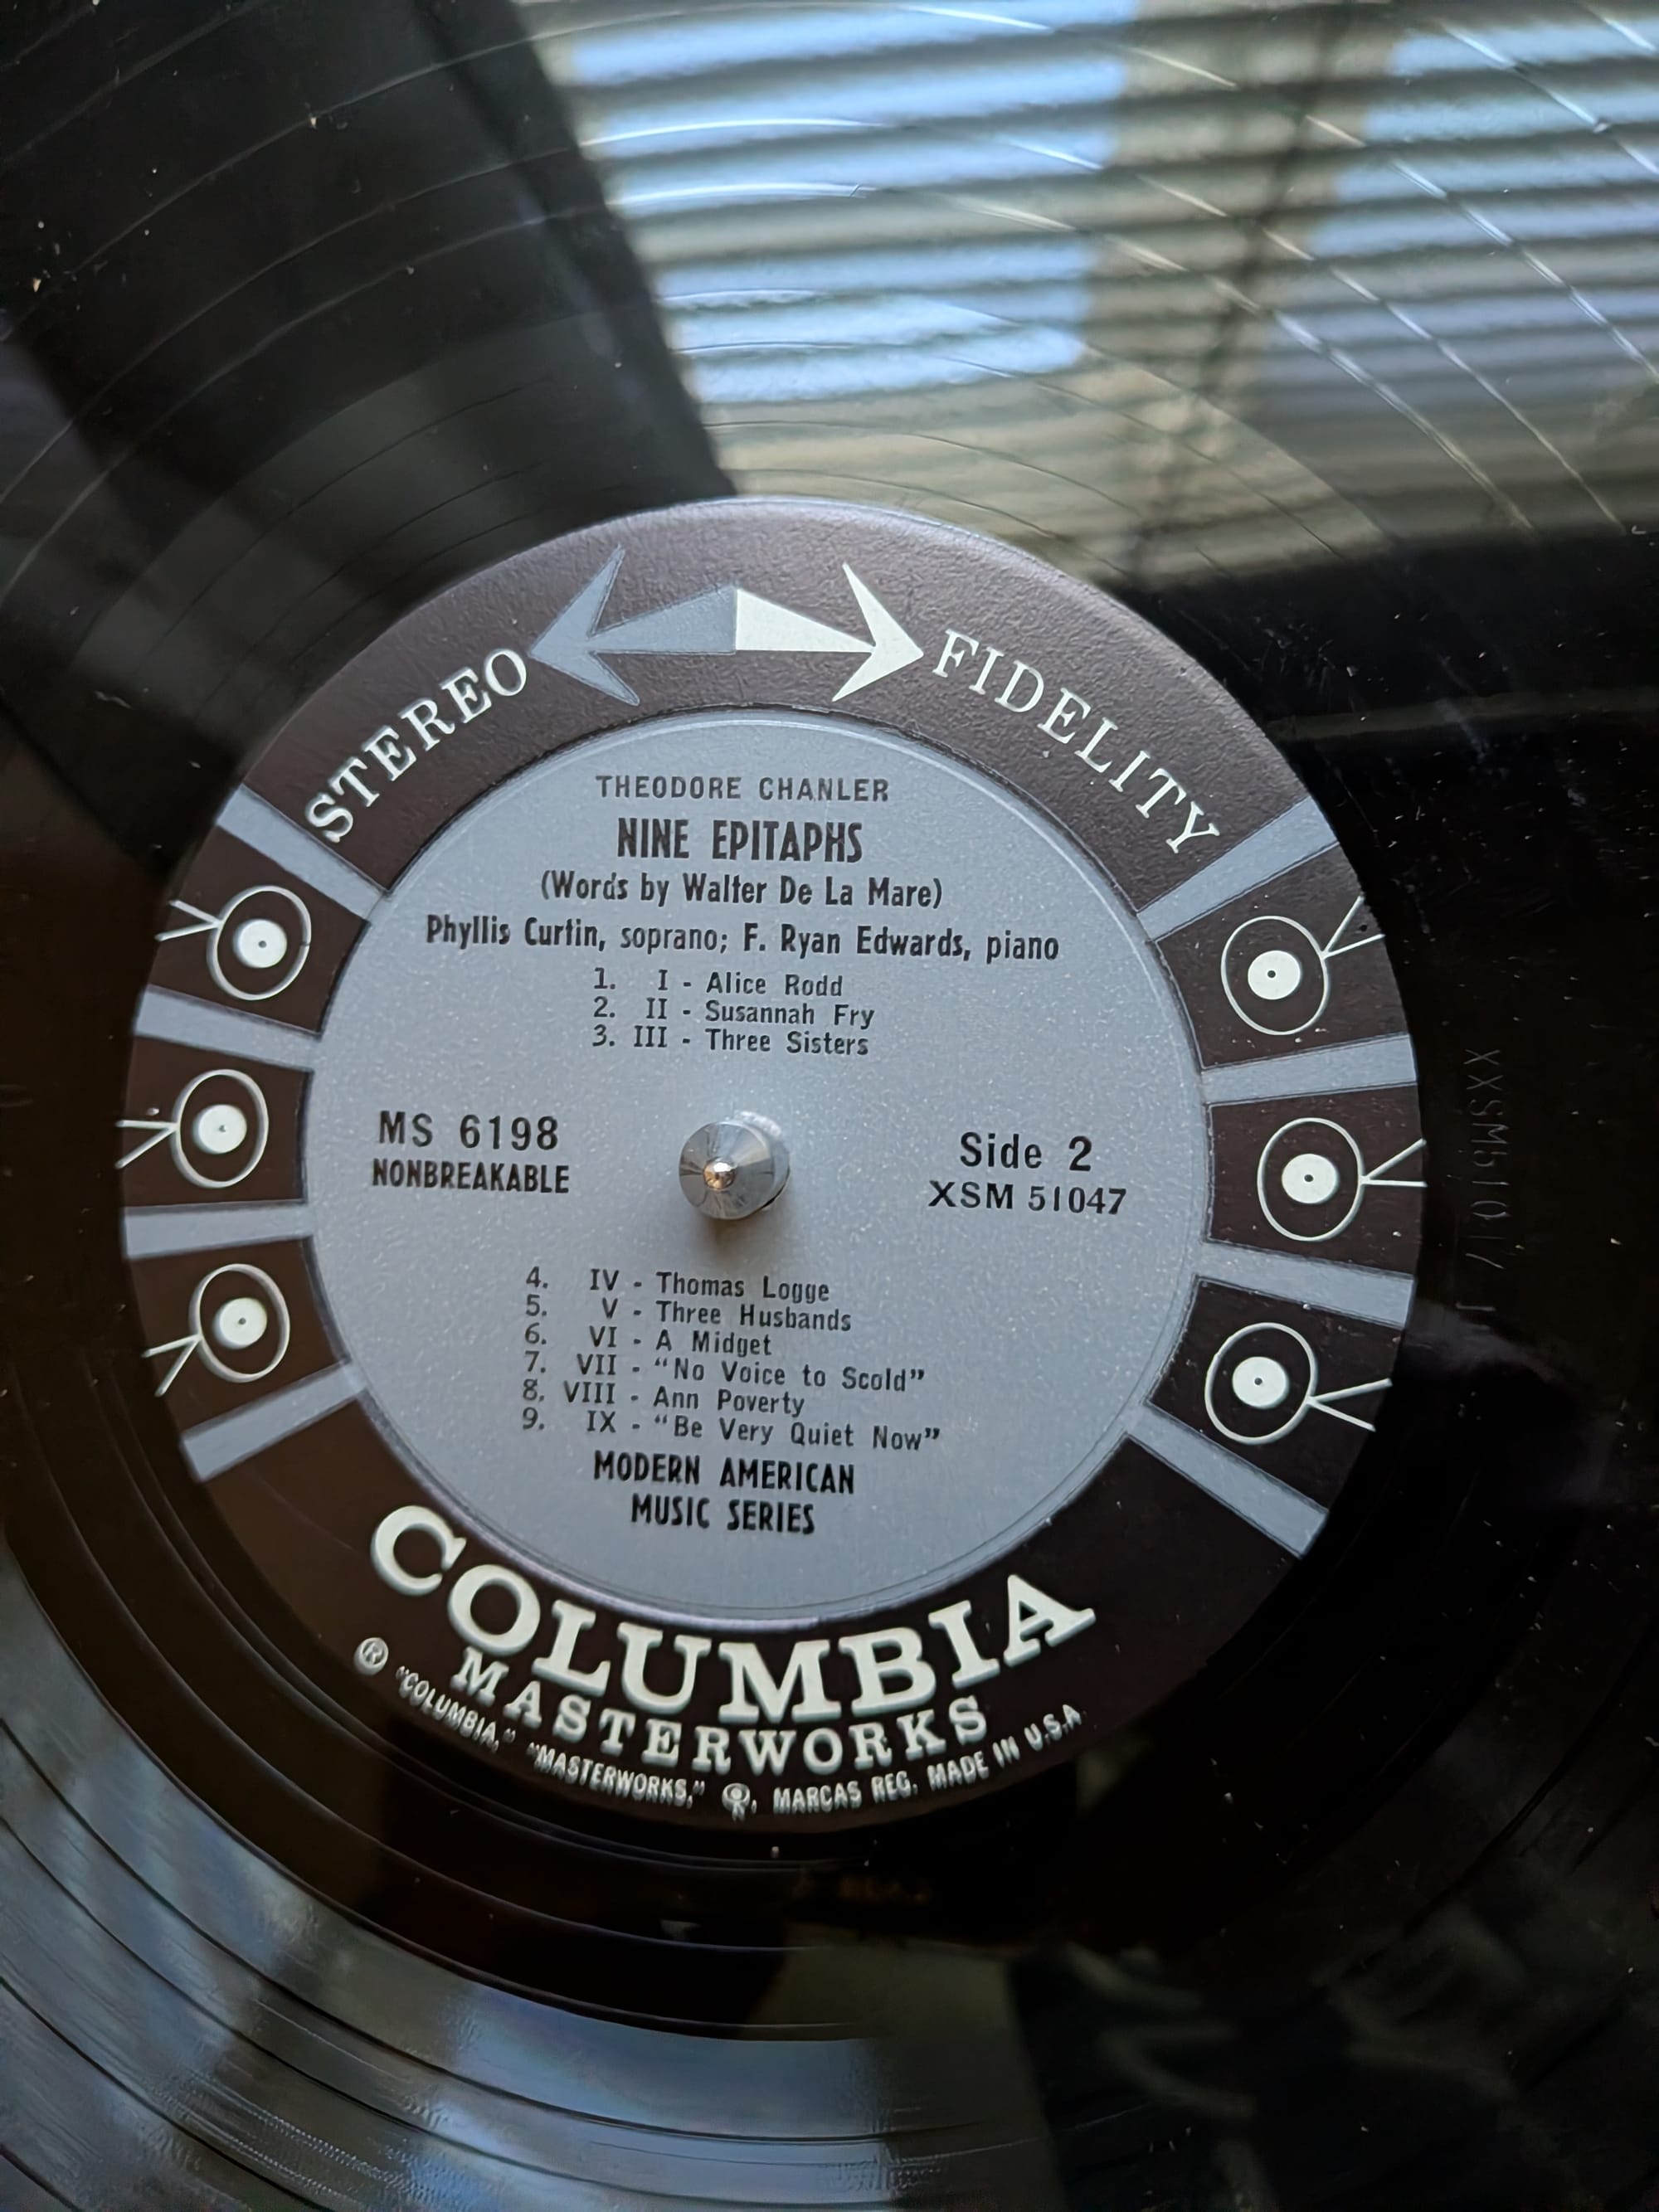 STEREO FIDELITY
THEODORE CHANLER
NINE EPITAPHS
(Words by Walter De La Mare)
Phyllis Curtin, soprano; F. Ryan Edwards, piano
1. I - Alice Rodd
2. II - Susannah Fry
3. III - Three Sisters
MS 6198
NONBREAKABLE
Side 2
XSM 51047
4. IV - Thomas Logge
5. V - Three Husbands
6. VI - A Midget
7. VII - “No Voice to Scold”
8. VIII - Ann Poverty
9. IX - “Be Very Quiet Now”
MODERN AMERICAN
MUSIC SERIES
COLUMBIA
MASTERWORKS
® “COLUMBIA,” “MASTERWORKS,” , MARCAS REG. MADE IN U.S.A